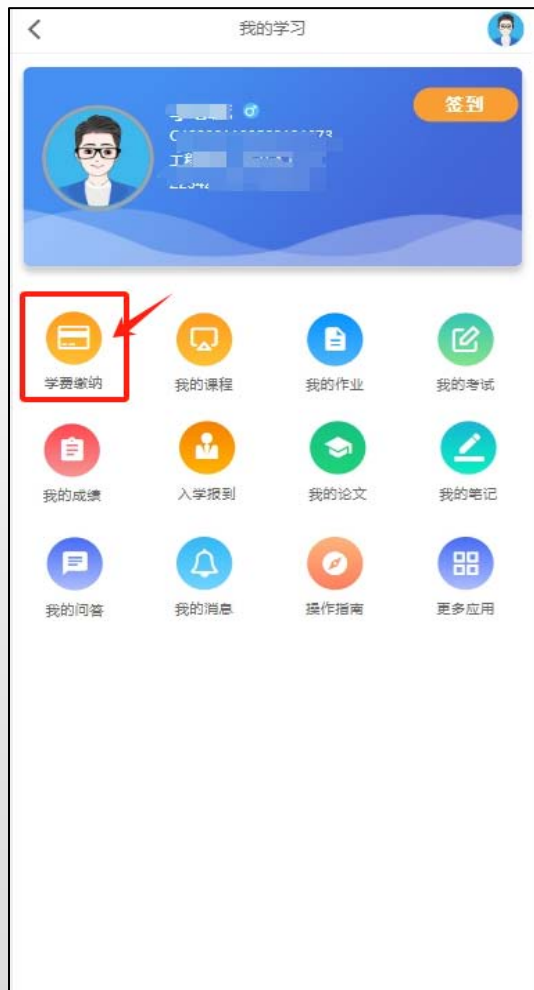 我的学习
签到
学费缴纳
我的课程
我的作业
我的考试
我的成绩
入学报到
我的论文
我的笔记
我的问答
我的消息
操作指南
更多应用